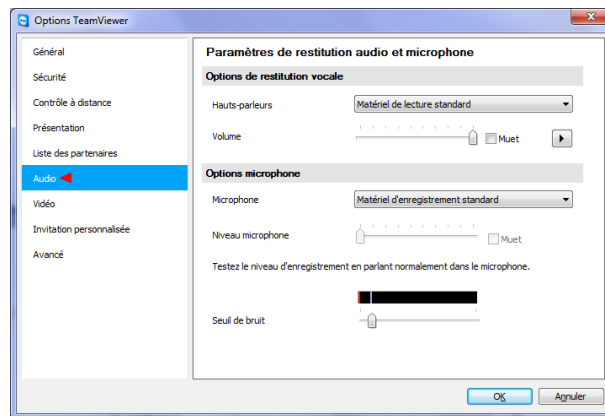 Options TeamViewer
Général
Sécurité
Contrôle à distance
Présentation
Liste des partenaires
Audio
Vidéo
Invitation personnalisée
Avancé
Paramètres de restitution audio et microphone
Options de restitution vocale
Hauts-parleurs
Matériel de lecture standard
Volume
Muet
Options microphone
Microphone
Matériel d'enregistrement standard
Niveau microphone
Muet
Testez le niveau d'enregistrement en parlant normalement dans le microphone.
Seuil de bruit
OK
Annuler